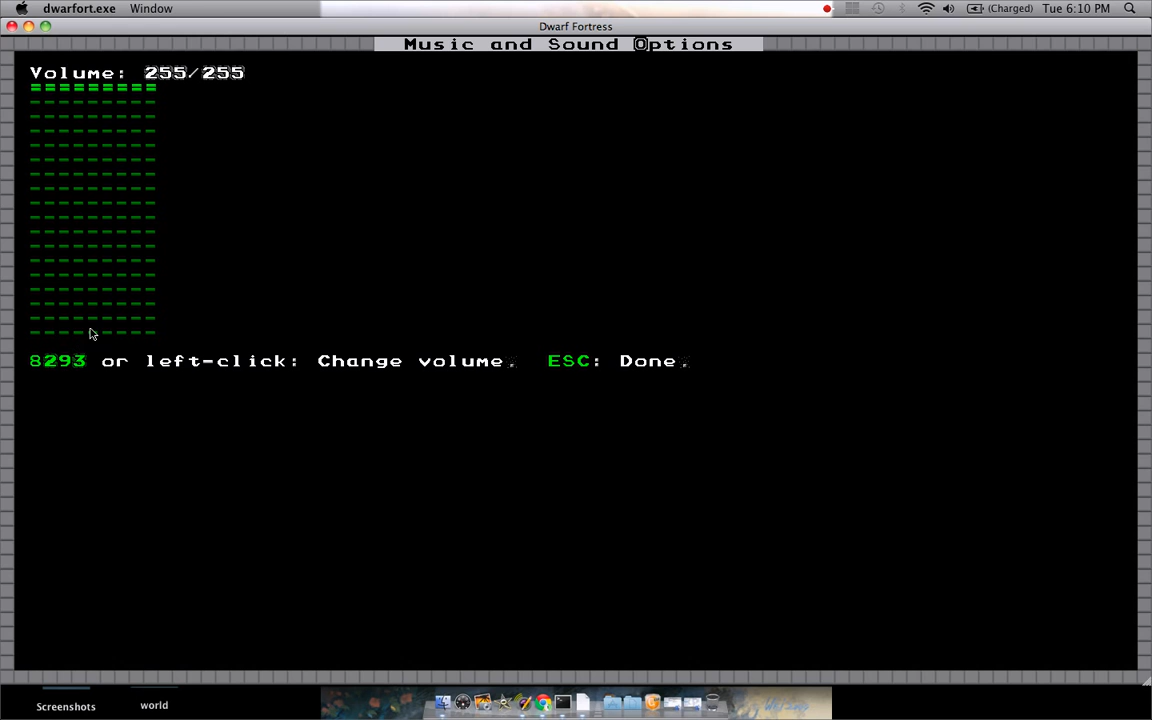 dwarfort.exe Window (Charged) Tue 6:10 PM
Dwarf Fortress
Music and Sound Options
Volume: 255/255
8293 or left-click: Change volume. ESC: Done.
Screenshots world